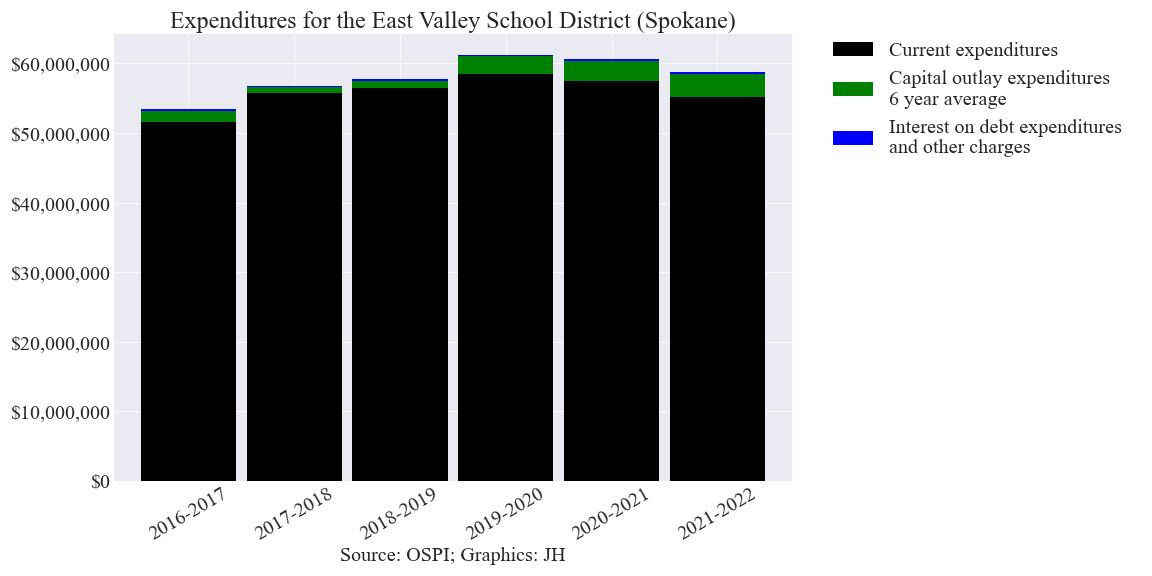 Expenditures for the East Valley School District (Spokane)
$60,000,000
$50,000,000
$40,000,000
$30,000,000
$20,000,000
$10,000,000
$0
2016-2017
2017-2018
2018-2019
2019-2020
2020-2021
2021-2022
Source: OSPI; Graphics: JH
Current expenditures
Capital outlay expenditures
6 year average
Interest on debt expenditures
and other charges